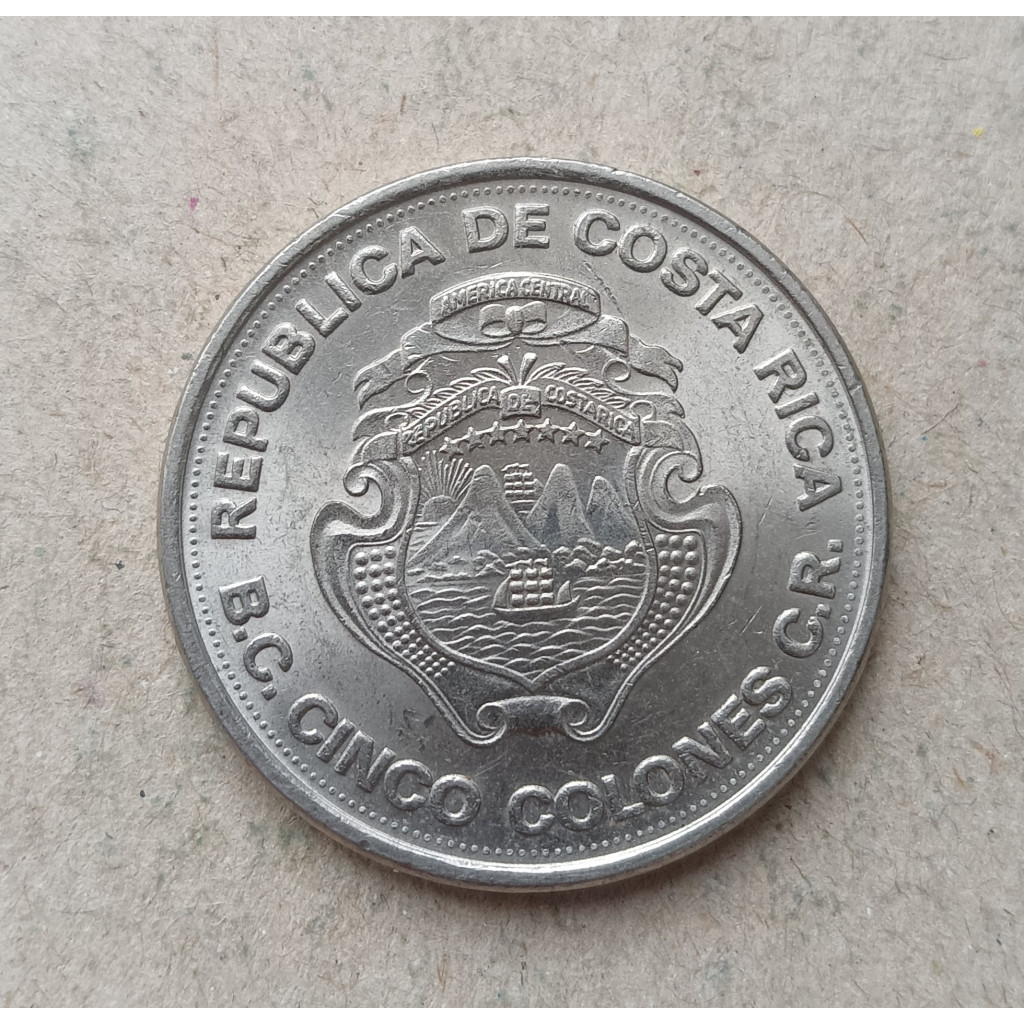 REPUBLICA DE COSTA RICA
AMERICA CENTRAL
REPUBLICA DE COSTA RICA
B.C. CINCO COLONES C.R.